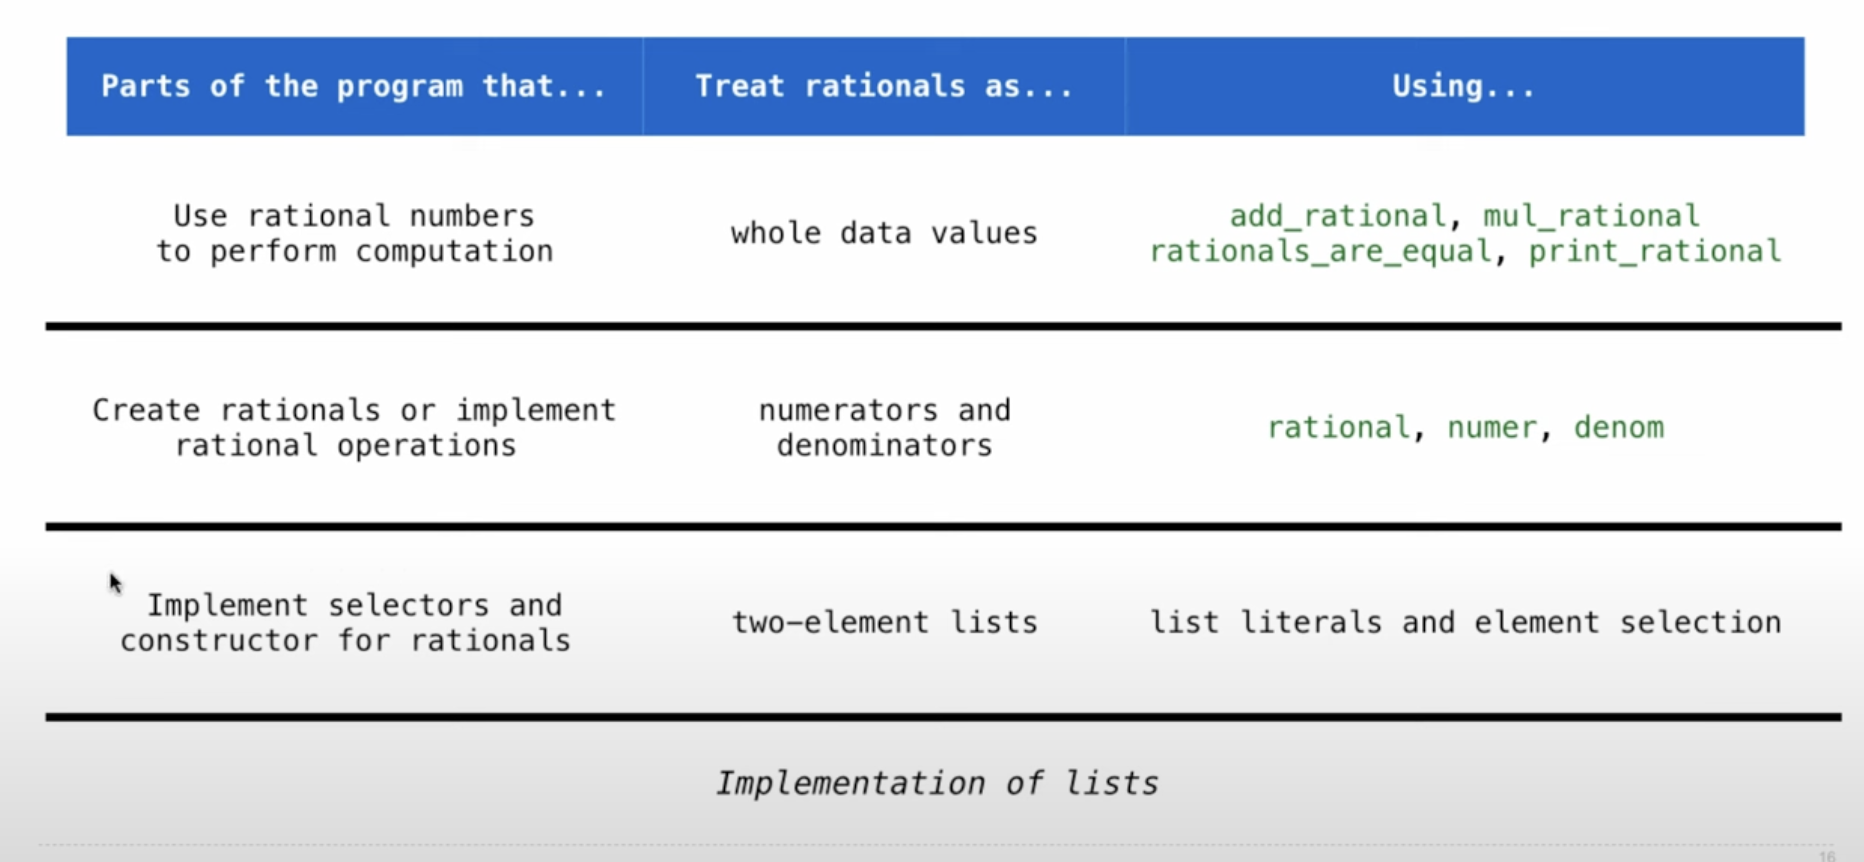 Parts of the program that... Treat rationals as... Using...
Use rational numbers
to perform computation
whole data values
add_rational, mul_rational
rationals_are_equal, print_rational
Create rationals or implement
rational operations
numerators and
denominators
rational, numer, denom
Implement selectors and
constructor for rationals
two-element lists
list literals and element selection
Implementation of lists
16